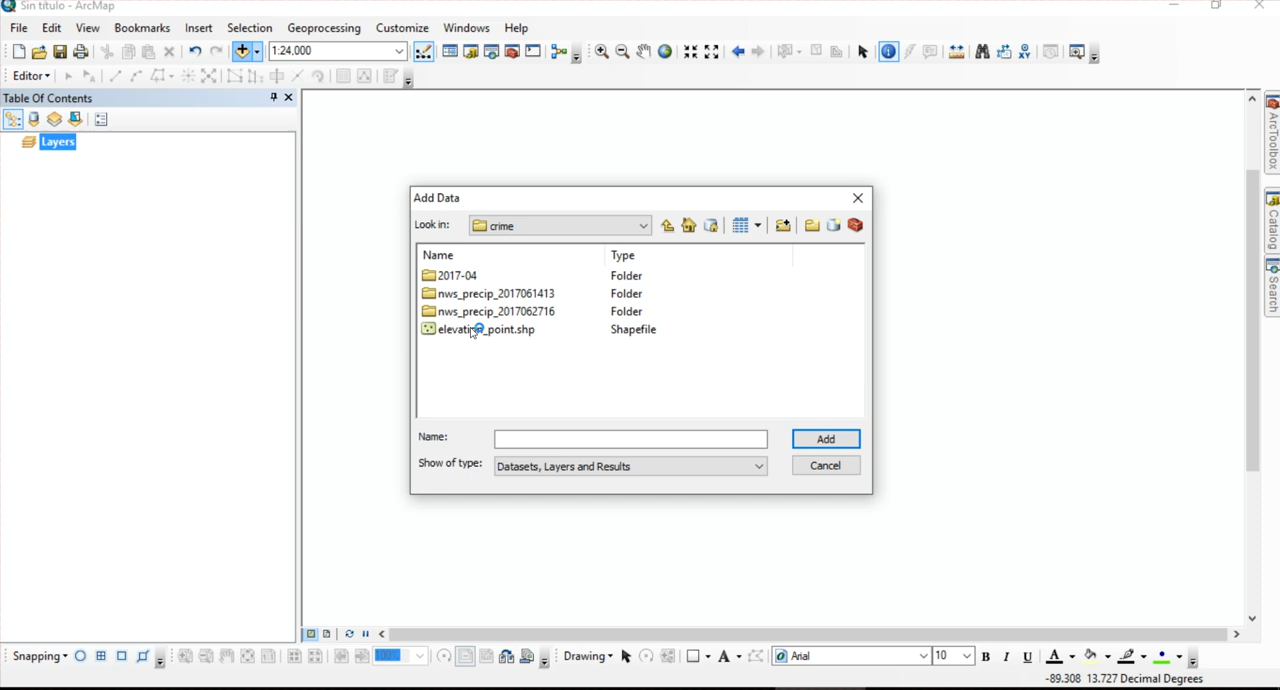 Sin título - ArcMap
File Edit View Bookmarks Insert Selection Geoprocessing Customize Windows Help
1:24,000
Editor
Table Of Contents
Layers
ArcToolbox
Catalog
Search
Add Data
Look in: crime
Name Type
2017-04 Folder
nws_precip_2017061413 Folder
nws_precip_2017062716 Folder
elevation_point.shp Shapefile
Name: Add
Show of type: Datasets, Layers and Results Cancel
Snapping 100% Drawing A Arial 10 B I U A
-89.308 13.727 Decimal Degrees